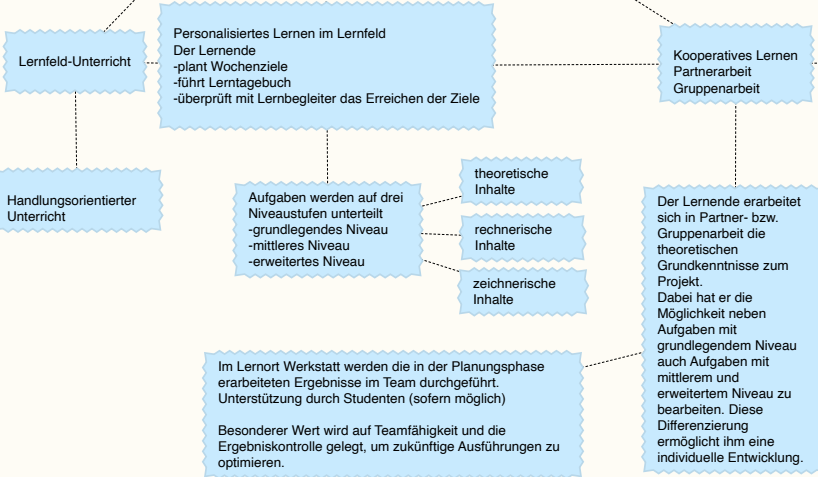 Lernfeld-Unterricht
Personalisiertes Lernen im Lernfeld
Der Lernende
-plant Wochenziele
-führt Lerntagebuch
-überprüft mit Lernbegleiter das Erreichen der Ziele
Kooperatives Lernen
Partnerarbeit
Gruppenarbeit
Handlungsorientierter
Unterricht
Aufgaben werden auf drei
Niveaustufen unterteilt
-grundlegendes Niveau
-mittleres Niveau
-erweitertes Niveau
theoretische
Inhalte
rechnerische
Inhalte
zeichnerische
Inhalte
Der Lernende erarbeitet
sich in Partner- bzw.
Gruppenarbeit die
theoretischen
Grundkenntnisse zum
Projekt.
Dabei hat er die
Möglichkeit neben
Aufgaben mit
grundlegendem Niveau
auch Aufgaben mit
mittlerem und
erweitertem Niveau zu
bearbeiten. Diese
Differenzierung
ermöglicht ihm eine
individuelle Entwicklung.
Im Lernort Werkstatt werden die in der Planungsphase
erarbeiteten Ergebnisse im Team durchgeführt.
Unterstützung durch Studenten (sofern möglich)
Besonderer Wert wird auf Teamfähigkeit und die
Ergebniskontrolle gelegt, um zukünftige Ausführungen zu
optimieren.